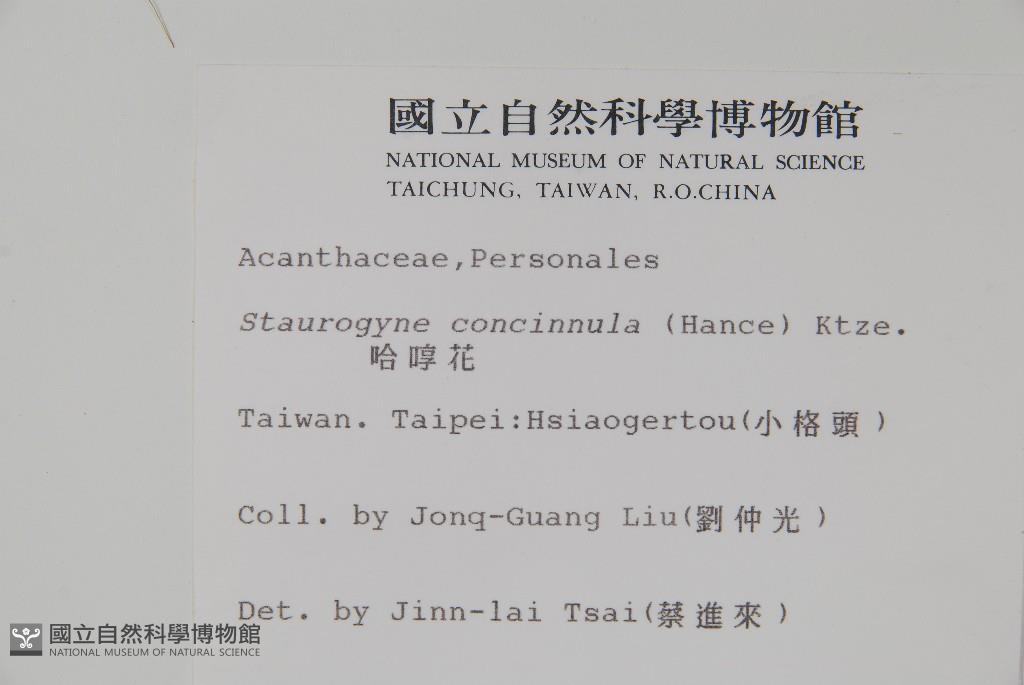 國立自然科學博物館
NATIONAL MUSEUM OF NATURAL SCIENCE
TAICHUNG, TAIWAN, R.O.CHINA
Acanthaceae,Personales
Staurogyne concinnula (Hance) Ktze.
哈哼花
Taiwan. Taipei:Hsiaogertou(小格頭)
Coll. by Jonq-Guang Liu(劉仲光)
Det. by Jinn-lai Tsai(蔡進來)
國立自然科學博物館
NATIONAL MUSEUM OF NATURAL SCIENCE